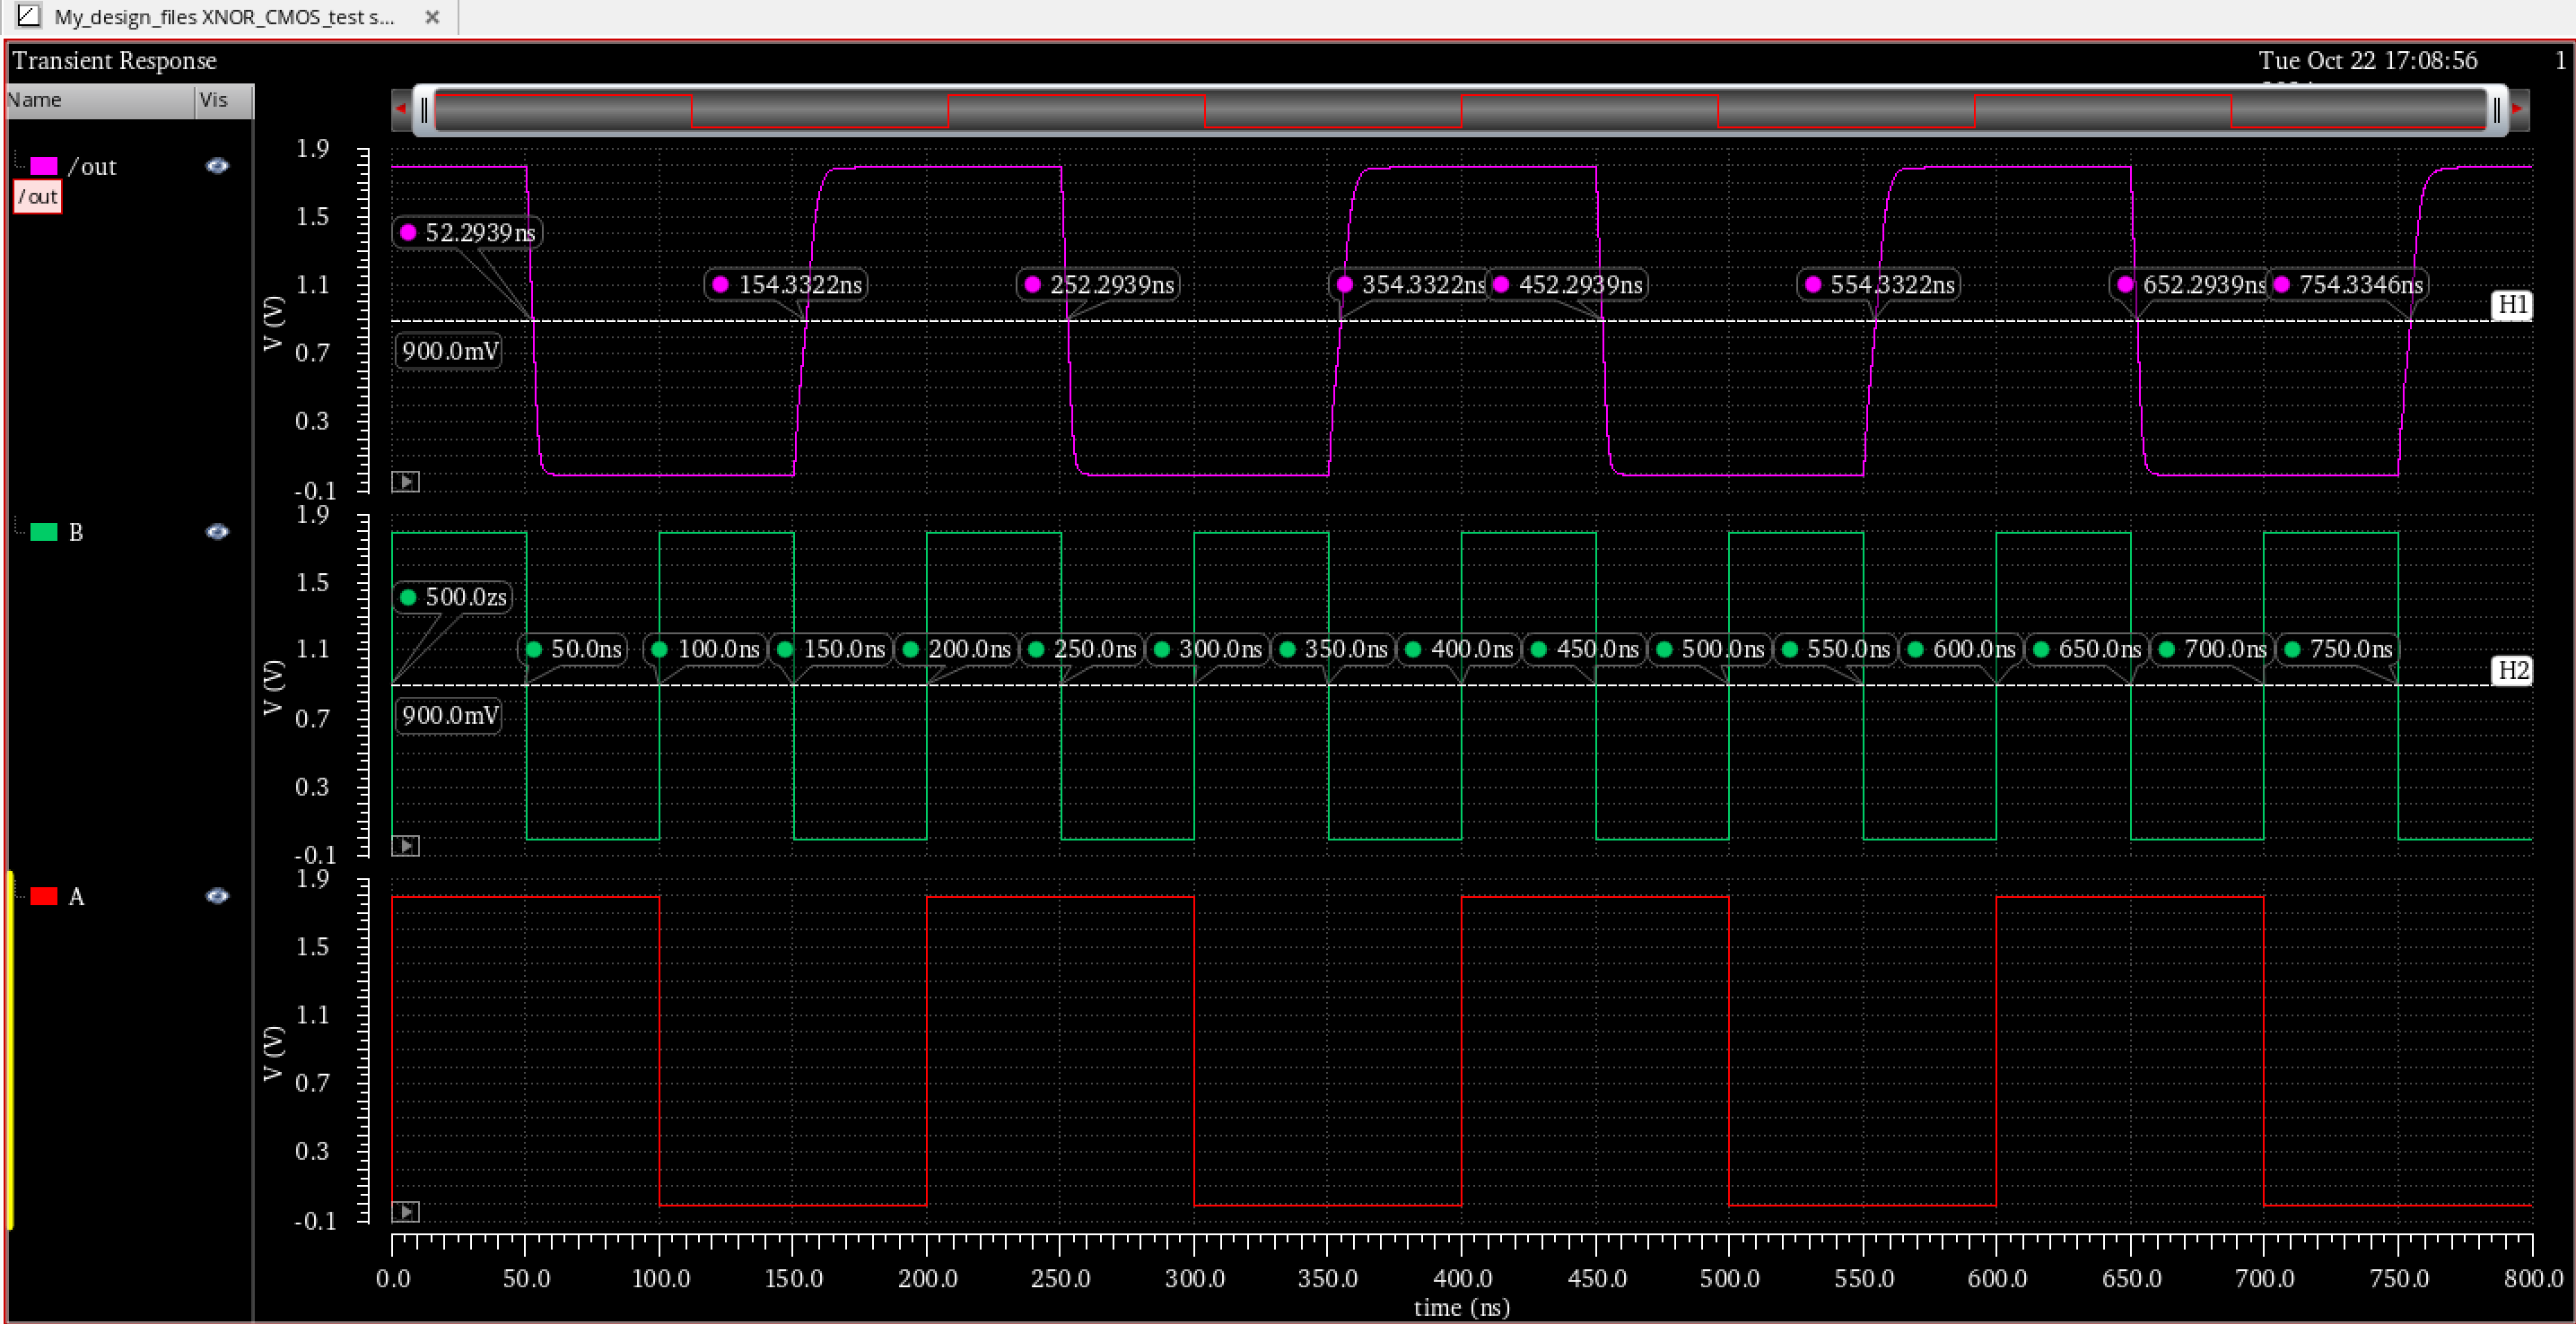 My_design_files XNOR_CMOS_test s...
Transient Response
Tue Oct 22 17:08:56 1
Name Vis
/out
/out
1.9
1.5
1.1
0.7
0.3
-0.1
V (V)
52.2939ns
154.3322ns 252.2939ns 354.3322ns 452.2939ns 554.3322ns 652.2939ns 754.3346ns
H1
900.0mV
B
1.9
1.5
1.1
0.7
0.3
-0.1
V (V)
500.0zs
50.0ns 100.0ns 150.0ns 200.0ns 250.0ns 300.0ns 350.0ns 400.0ns 450.0ns 500.0ns 550.0ns 600.0ns 650.0ns 700.0ns 750.0ns
H2
900.0mV
A
1.9
1.5
1.1
0.7
0.3
-0.1
V (V)
0.0 50.0 100.0 150.0 200.0 250.0 300.0 350.0 400.0 450.0 500.0 550.0 600.0 650.0 700.0 750.0 800.0
time (ns)